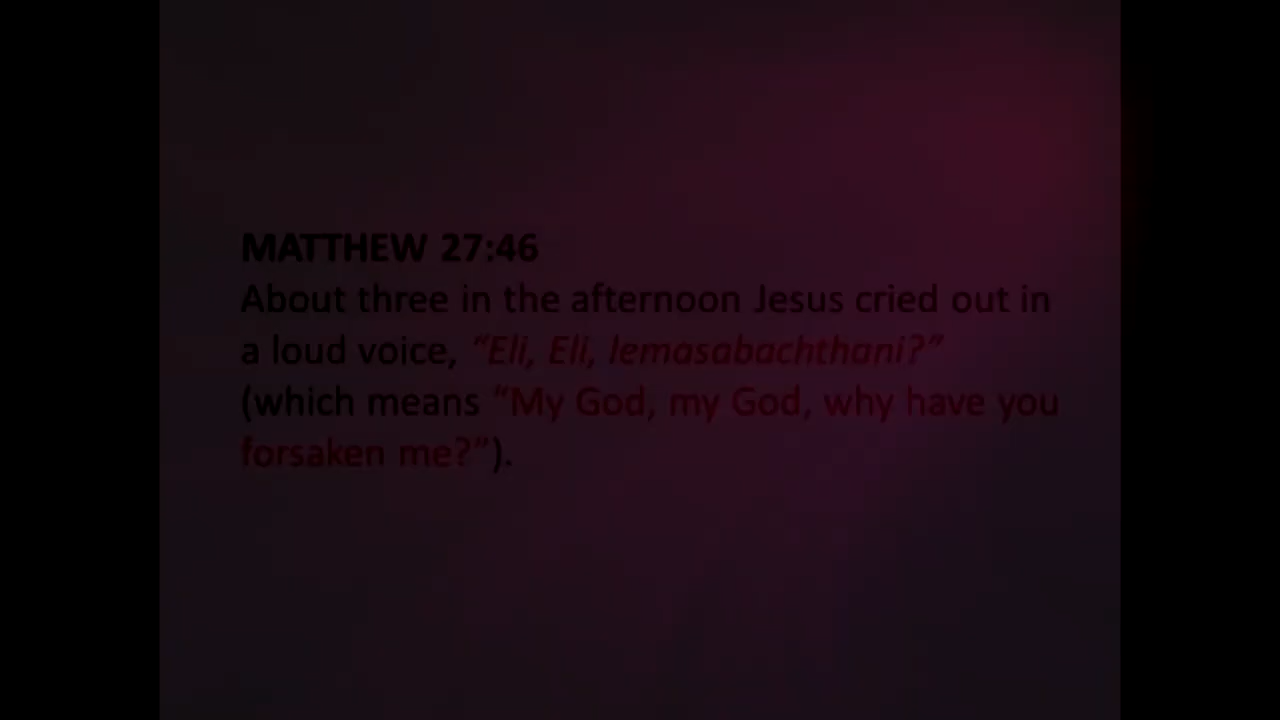 MATTHEW 27:46
About three in the afternoon Jesus cried out in
a loud voice, “Eli, Eli, lemasabachthani?”
(which means “My God, my God, why have you
forsaken me?”).